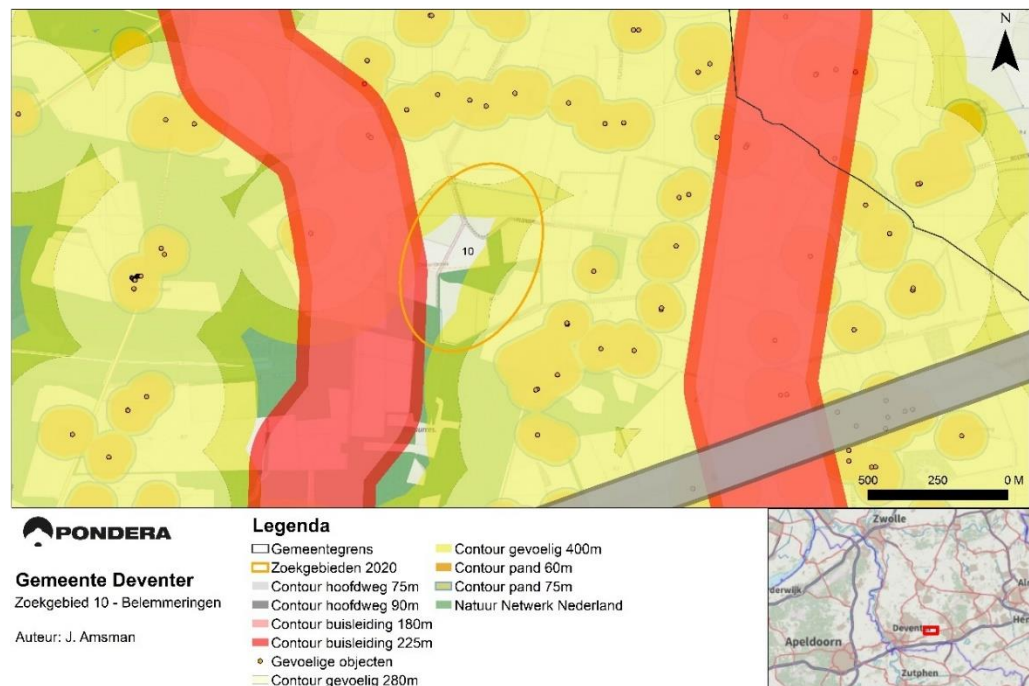 N
10
500 250 0 M
PONDERA
Gemeente Deventer
Zoekgebied 10 - Belemmeringen
Auteur: J. Amsman
Legenda
Gemeentegrens
Zoekgebieden 2020
Contour hoofdweg 75m
Contour hoofdweg 90m
Contour buisleiding 180m
Contour buisleiding 225m
Gevoelige objecten
Contour gevoelig 280m
Contour gevoelig 400m
Contour pand 60m
Contour pand 75m
Natuur Netwerk Nederland
Zwolle
Apeldoorn
Zutphen